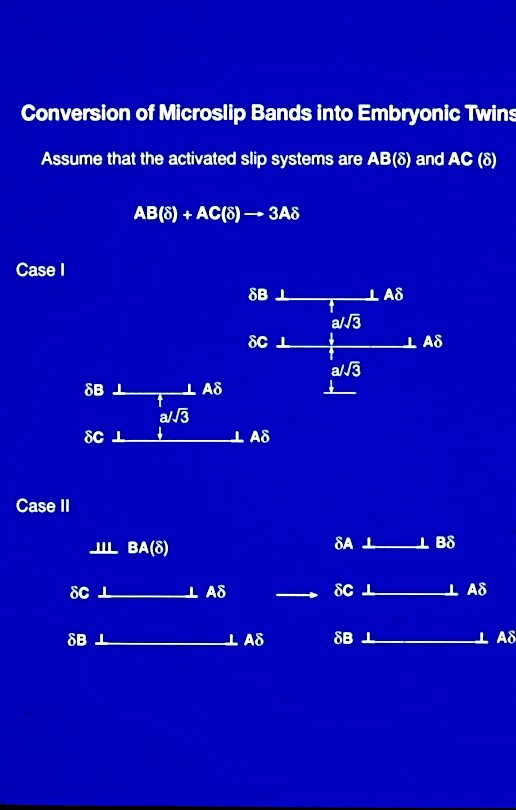 Conversion of Microslip Bands into Embryonic Twins
Assume that the activated slip systems are AB(δ) and AC (δ)
AB(δ) + AC(δ) → 3Aδ
Case I
δB Aδ
a/√3
δC Aδ
a/√3
δB Aδ
a/√3
δC Aδ
Case II
BA(δ)
δA Bδ
δC Aδ → δC Aδ
δB Aδ
δB Aδ